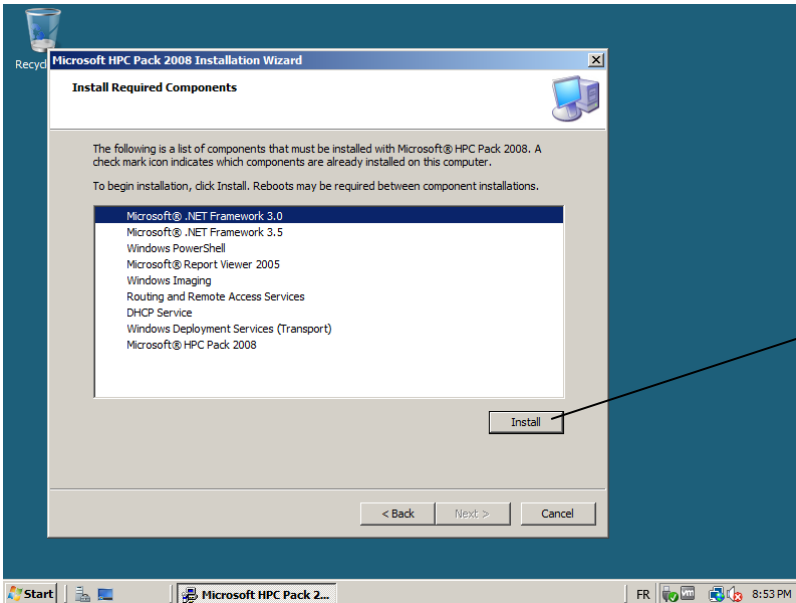 Recycl
Microsoft HPC Pack 2008 Installation Wizard
Install Required Components
The following is a list of components that must be installed with Microsoft® HPC Pack 2008. A
check mark icon indicates which components are already installed on this computer.
To begin installation, click Install. Reboots may be required between component installations.
Microsoft® .NET Framework 3.0
Microsoft® .NET Framework 3.5
Windows PowerShell
Microsoft® Report Viewer 2005
Windows Imaging
Routing and Remote Access Services
DHCP Service
Windows Deployment Services (Transport)
Microsoft® HPC Pack 2008
Install
< Back Next > Cancel
Start Microsoft HPC Pack 2... FR 8:53 PM